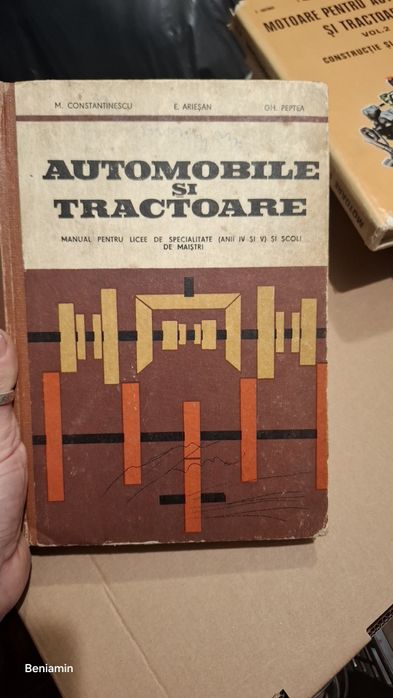 M. CONSTANTINESCU E. ARIEȘAN GH. PEPTEA
AUTOMOBILE
ȘI
TRACTOARE
MANUAL PENTRU LICEE DE SPECIALITATE (ANII IV ȘI V) ȘI ȘCOLI
DE MAIȘTRI
MOTOARE PENTRU
ȘI TRACTOA
VOL.2
CONSTRUCȚIE ȘI
Beniamin